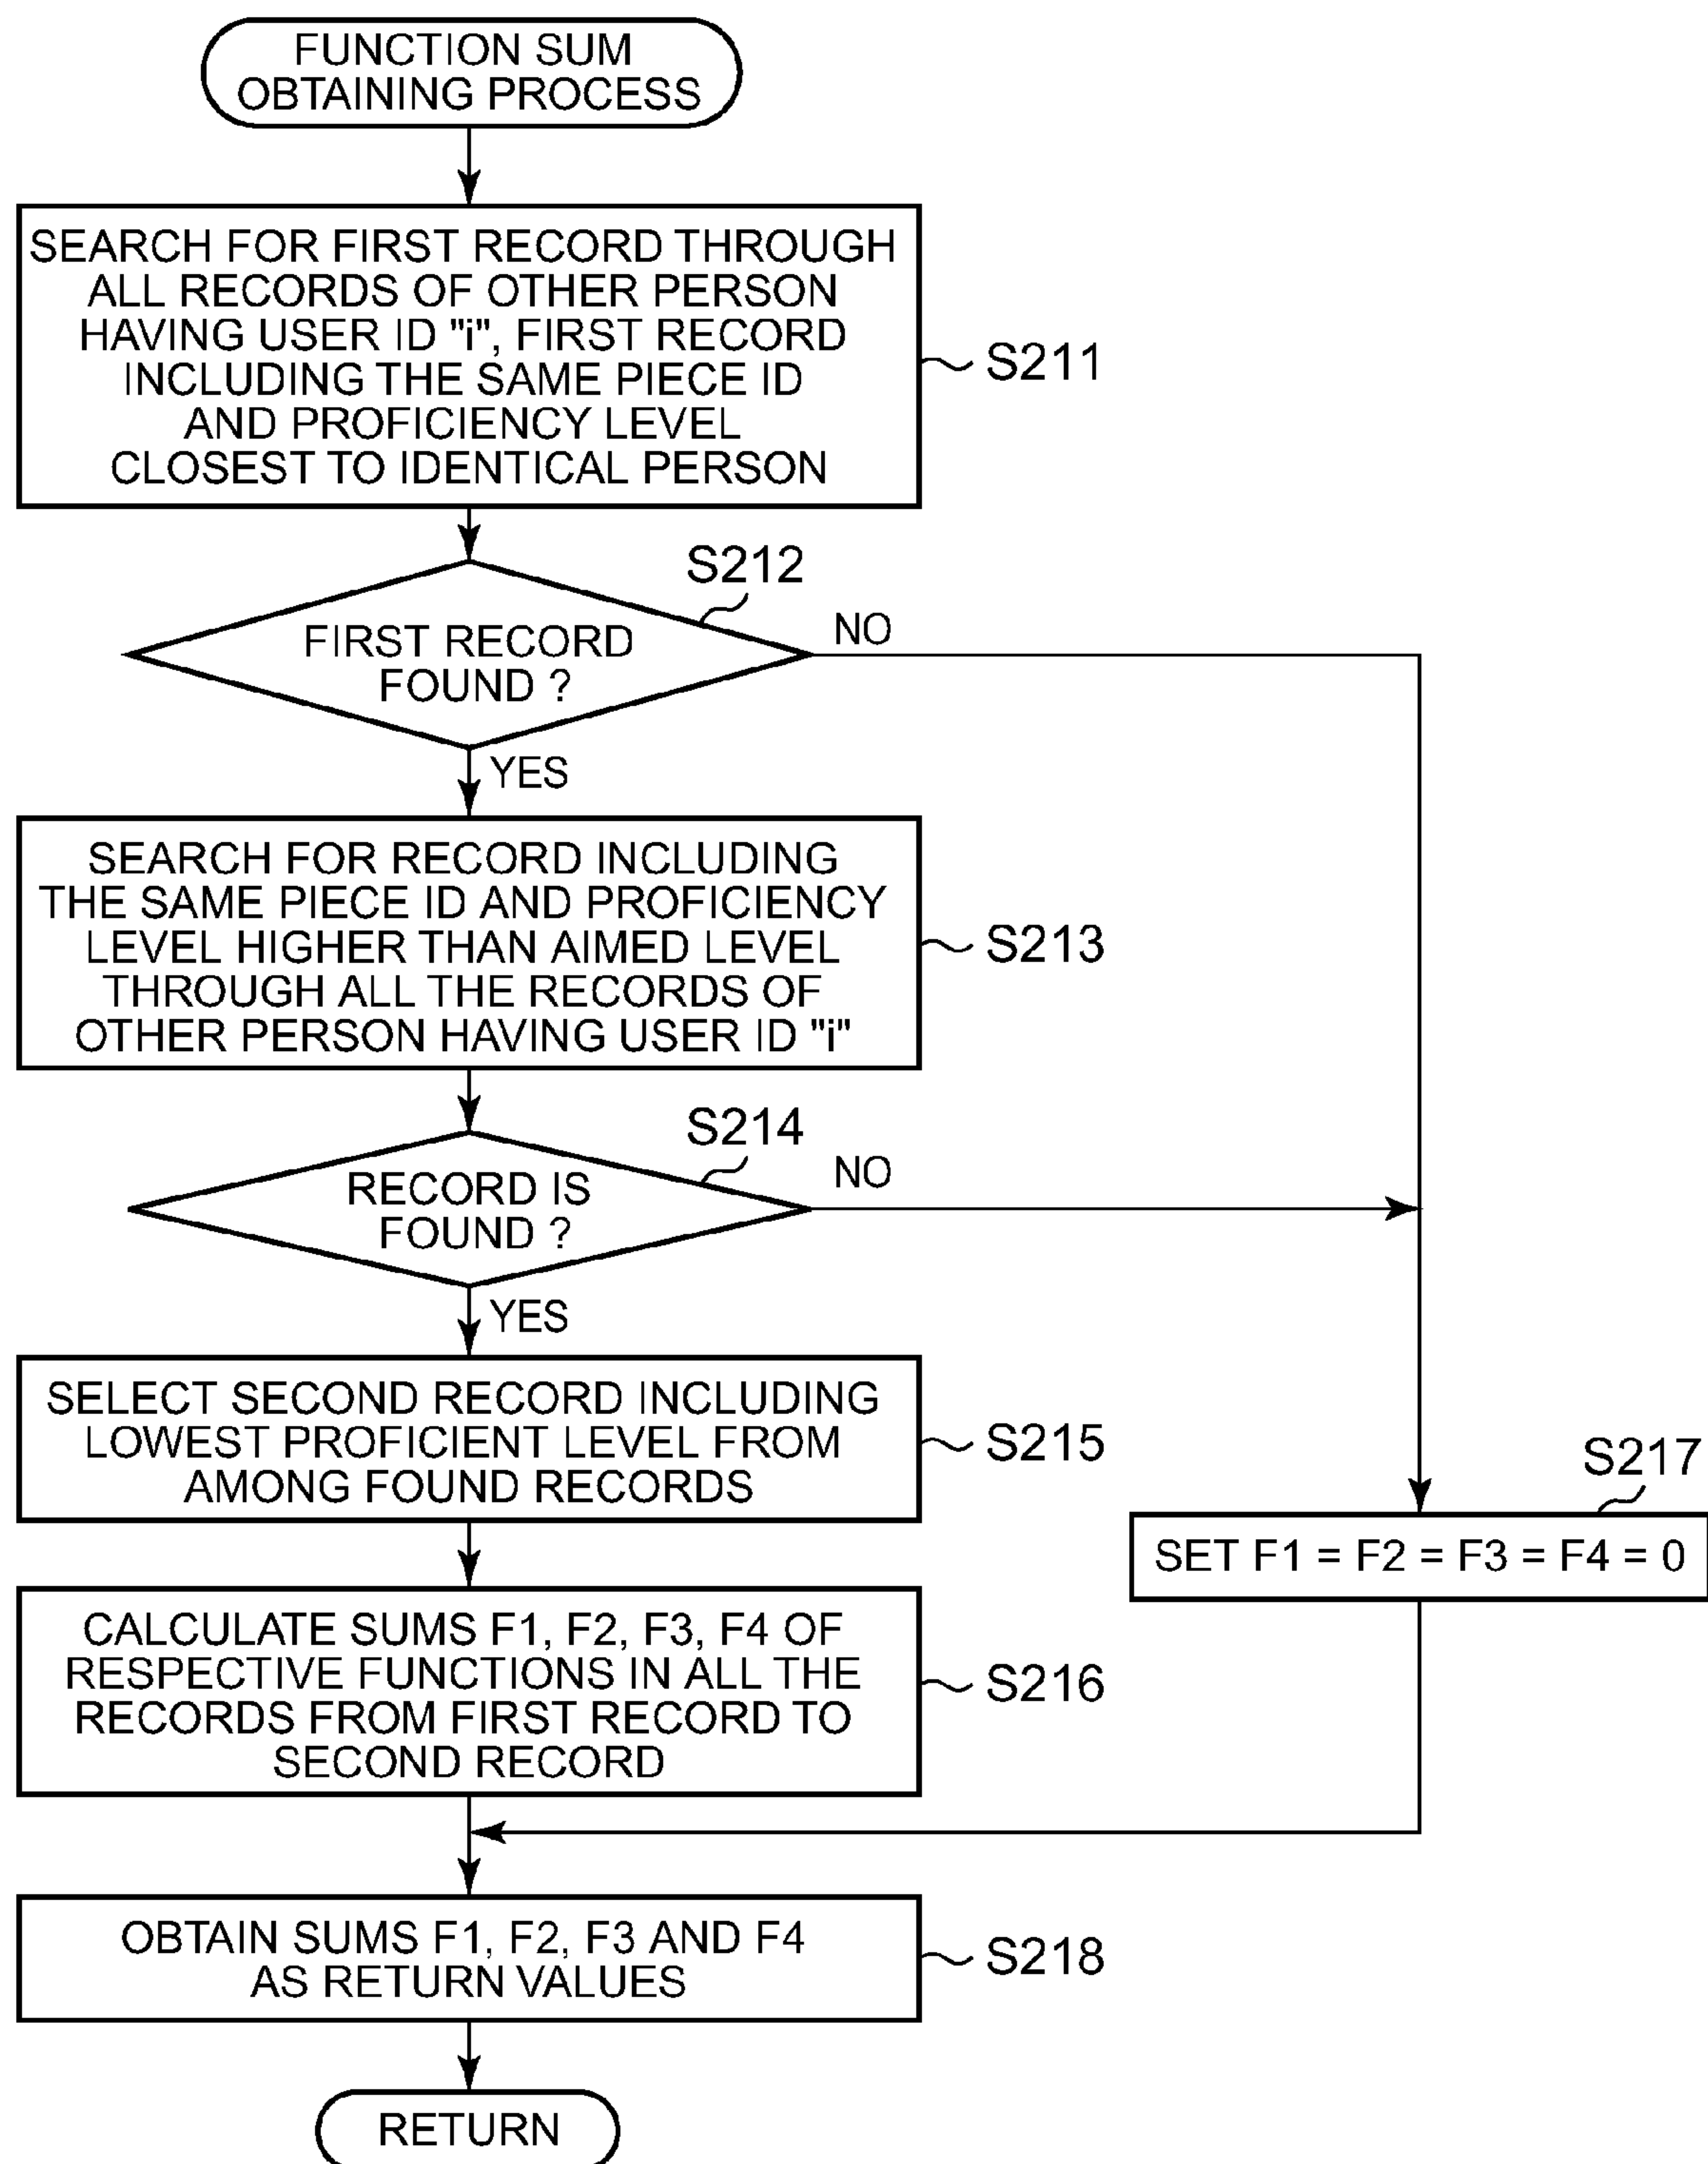 FUNCTION SUM
OBTAINING PROCESS
SEARCH FOR FIRST RECORD THROUGH
ALL RECORDS OF OTHER PERSON
HAVING USER ID "i", FIRST RECORD
INCLUDING THE SAME PIECE ID
AND PROFICIENCY LEVEL
CLOSEST TO IDENTICAL PERSON
S211
S212
FIRST RECORD
FOUND ?
NO
YES
SEARCH FOR RECORD INCLUDING
THE SAME PIECE ID AND PROFICIENCY
LEVEL HIGHER THAN AIMED LEVEL
THROUGH ALL THE RECORDS OF
OTHER PERSON HAVING USER ID "i"
S213
S214
RECORD IS
FOUND ?
NO
YES
SELECT SECOND RECORD INCLUDING
LOWEST PROFICIENT LEVEL FROM
AMONG FOUND RECORDS
S215
S217
SET F1 = F2 = F3 = F4 = 0
CALCULATE SUMS F1, F2, F3, F4 OF
RESPECTIVE FUNCTIONS IN ALL THE
RECORDS FROM FIRST RECORD TO
SECOND RECORD
S216
OBTAIN SUMS F1, F2, F3 AND F4
AS RETURN VALUES
S218
RETURN